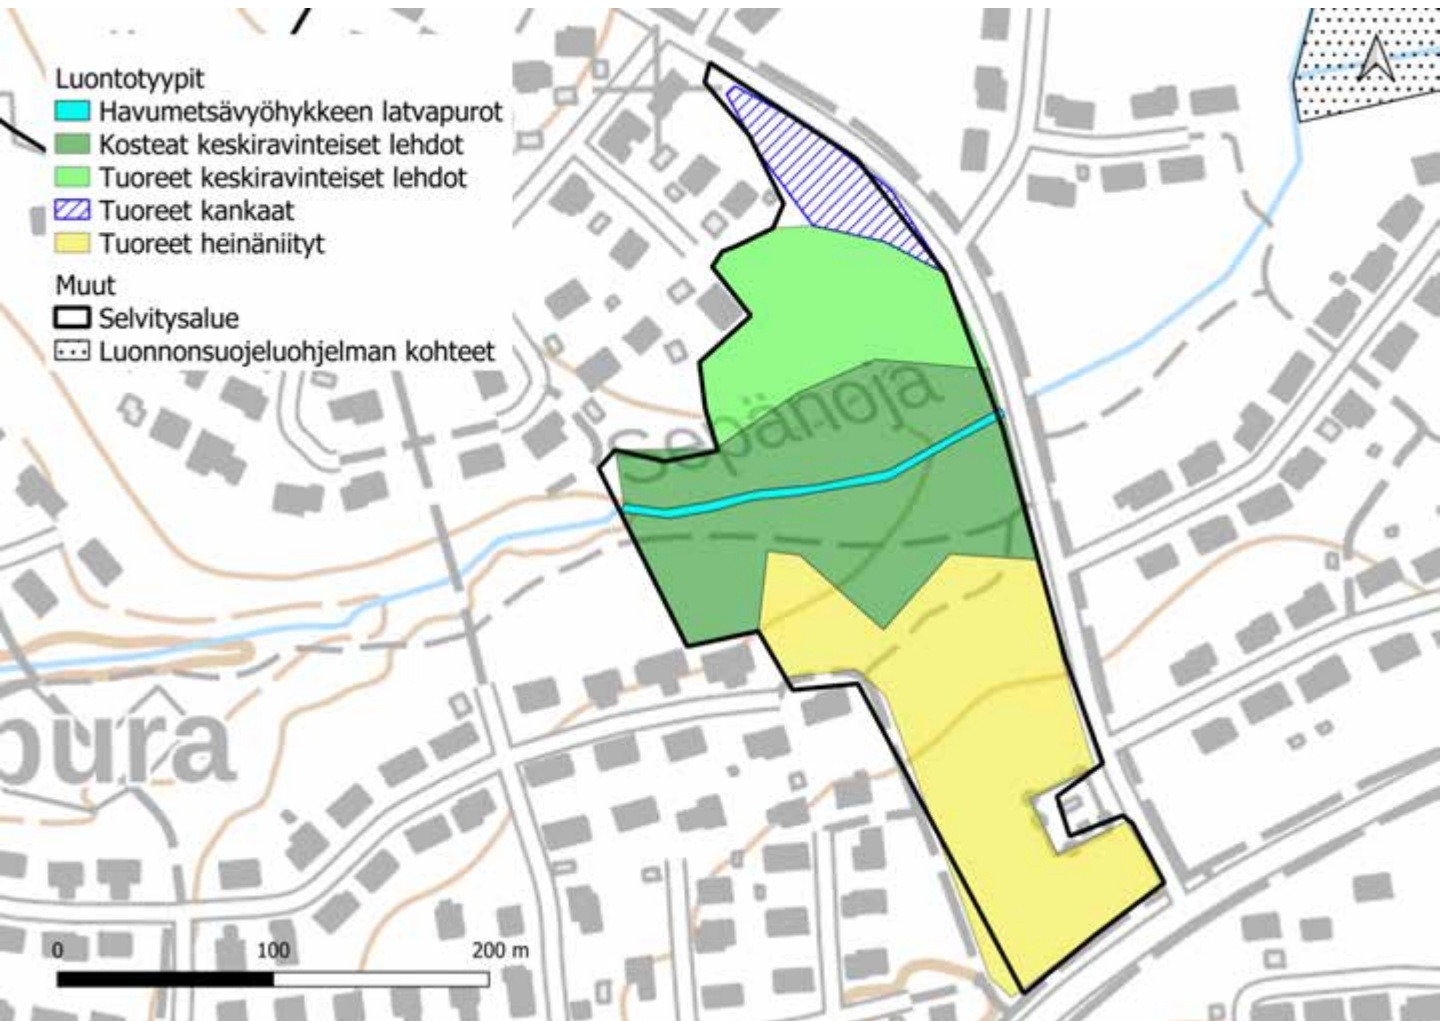 Luontotyypit
Havumetsävyöhykkeen latvapurot
Kosteat keskiravinteiset lehdot
Tuoreet keskiravinteiset lehdot
Tuoreet kankaat
Tuoreet heinäniityt
Muut
Selvitysalue
Luonnonsuojeluohjelman kohteet
Sepänoja
pura
0 100 200 m